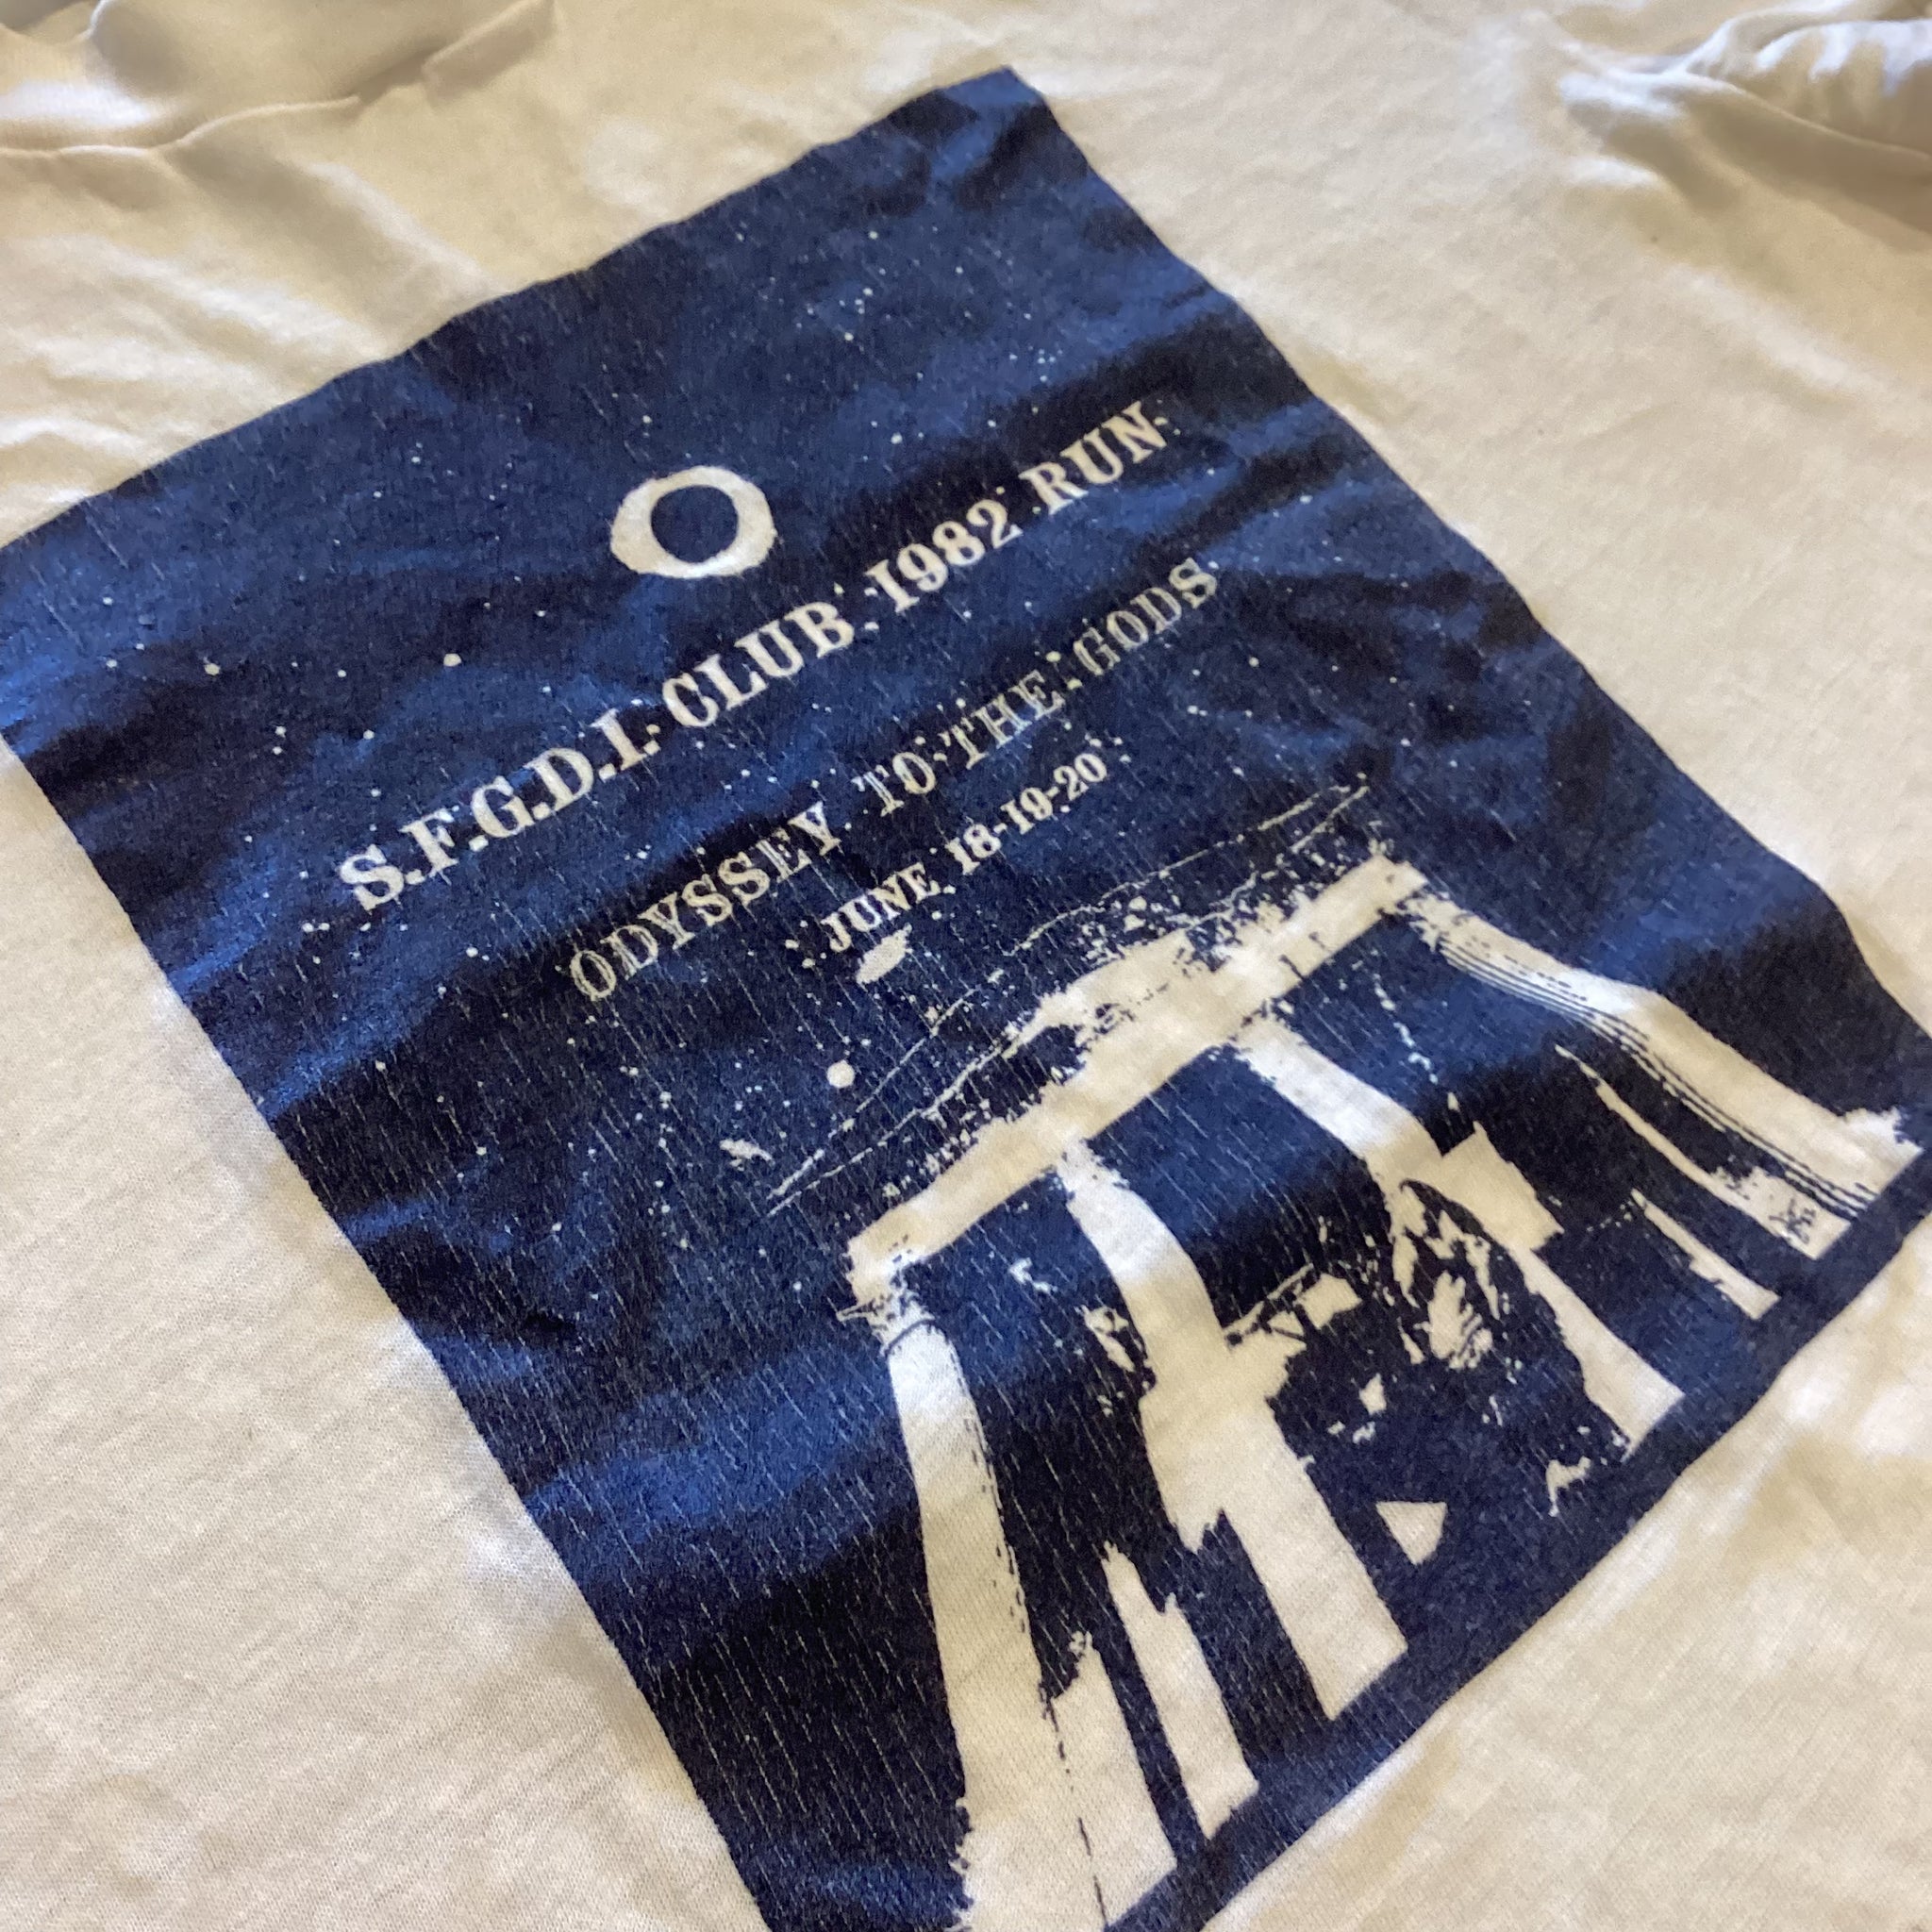 S.F.G.D.I. CLUB 1982 RUN
ODYSSEY TO THE GODS
JUNE 18-19-20